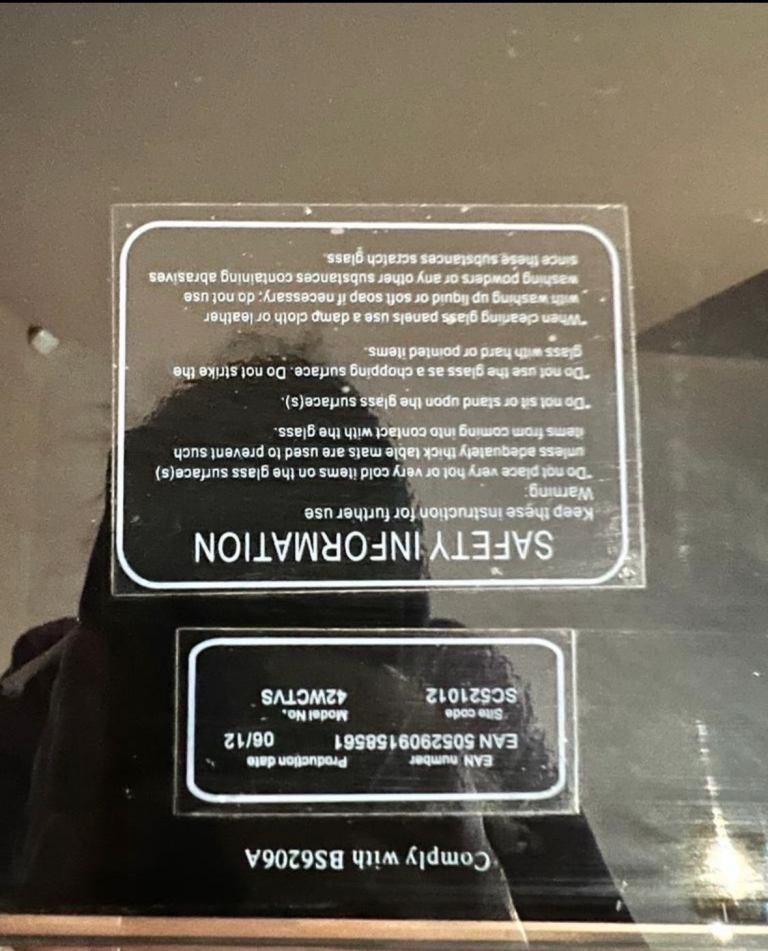 Comply with BS6206A
EAN number Production date
EAN 5052909158561 06/12
Site code Model No.
SC521012 42WCTVS
SAFETY INFORMATION
Keep these instruction for further use
Warning:
*Do not place very hot or very cold items on the glass surface(s)
unless adequately thick table mats are used to prevent such
items from coming into contact with the glass.
*Do not sit or stand upon the glass surface(s).
*Do not use the glass as a chopping surface. Do not strike the
glass with hard or pointed items.
*When cleaning glass panels use a damp cloth or leather
with washing up liquid or soft soap if necessary; do not use
washing powders or any other substances containing abrasives
since these substances scratch glass.